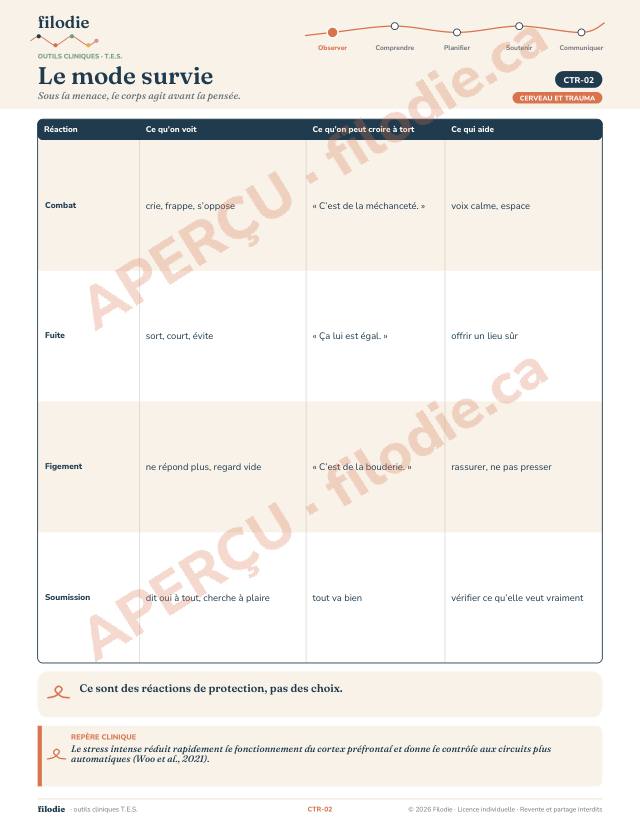 filodie
OUTILS CLINIQUES · T.E.S.
Observer Comprendre Planifier Soutenir Communiquer
Le mode survie
Sous la menace, le corps agit avant la pensée.
CTR-02
CERVEAU ET TRAUMA
Réaction Ce qu'on voit Ce qu'on peut croire à tort Ce qui aide
Combat crie, frappe, s'oppose « C'est de la méchanceté. » voix calme, espace
Fuite sort, court, évite « Ça lui est égal. » offrir un lieu sûr
Figement ne répond plus, regard vide « C'est de la bouderie. » rassurer, ne pas presser
Soumission dit oui à tout, cherche à plaire tout va bien vérifier ce qu'elle veut vraiment
APERÇU · filodie.ca
APERÇU · filodie.ca
Ce sont des réactions de protection, pas des choix.
REPÈRE CLINIQUE
Le stress intense réduit rapidement le fonctionnement du cortex préfrontal et donne le contrôle aux circuits plus
automatiques (Woo et al., 2021).
filodie · outils cliniques T.E.S. CTR-02 © 2026 Filodie · Licence individuelle · Revente et partage interdits